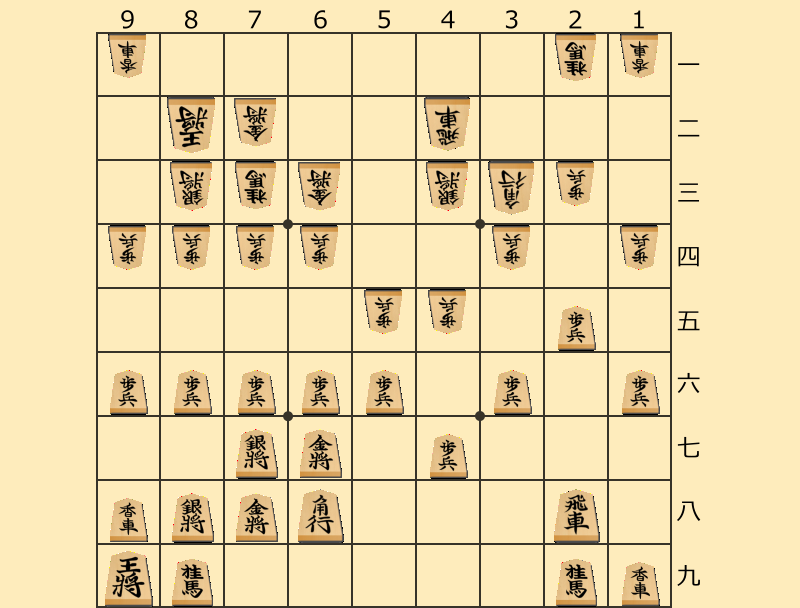 9 8 7 6 5 4 3 2 1
香車 桂馬 香車 一
王将 金将 飛車 二
銀将 桂馬 金将 銀将 角行 歩兵 三
歩兵 歩兵 歩兵 歩兵 歩兵 歩兵 四
歩兵 歩兵 歩兵 五
歩兵 歩兵 歩兵 歩兵 歩兵 歩兵 歩兵 六
銀将 金将 歩兵 七
香車 銀将 金将 角行 飛車 八
王将 桂馬 桂馬 香車 九